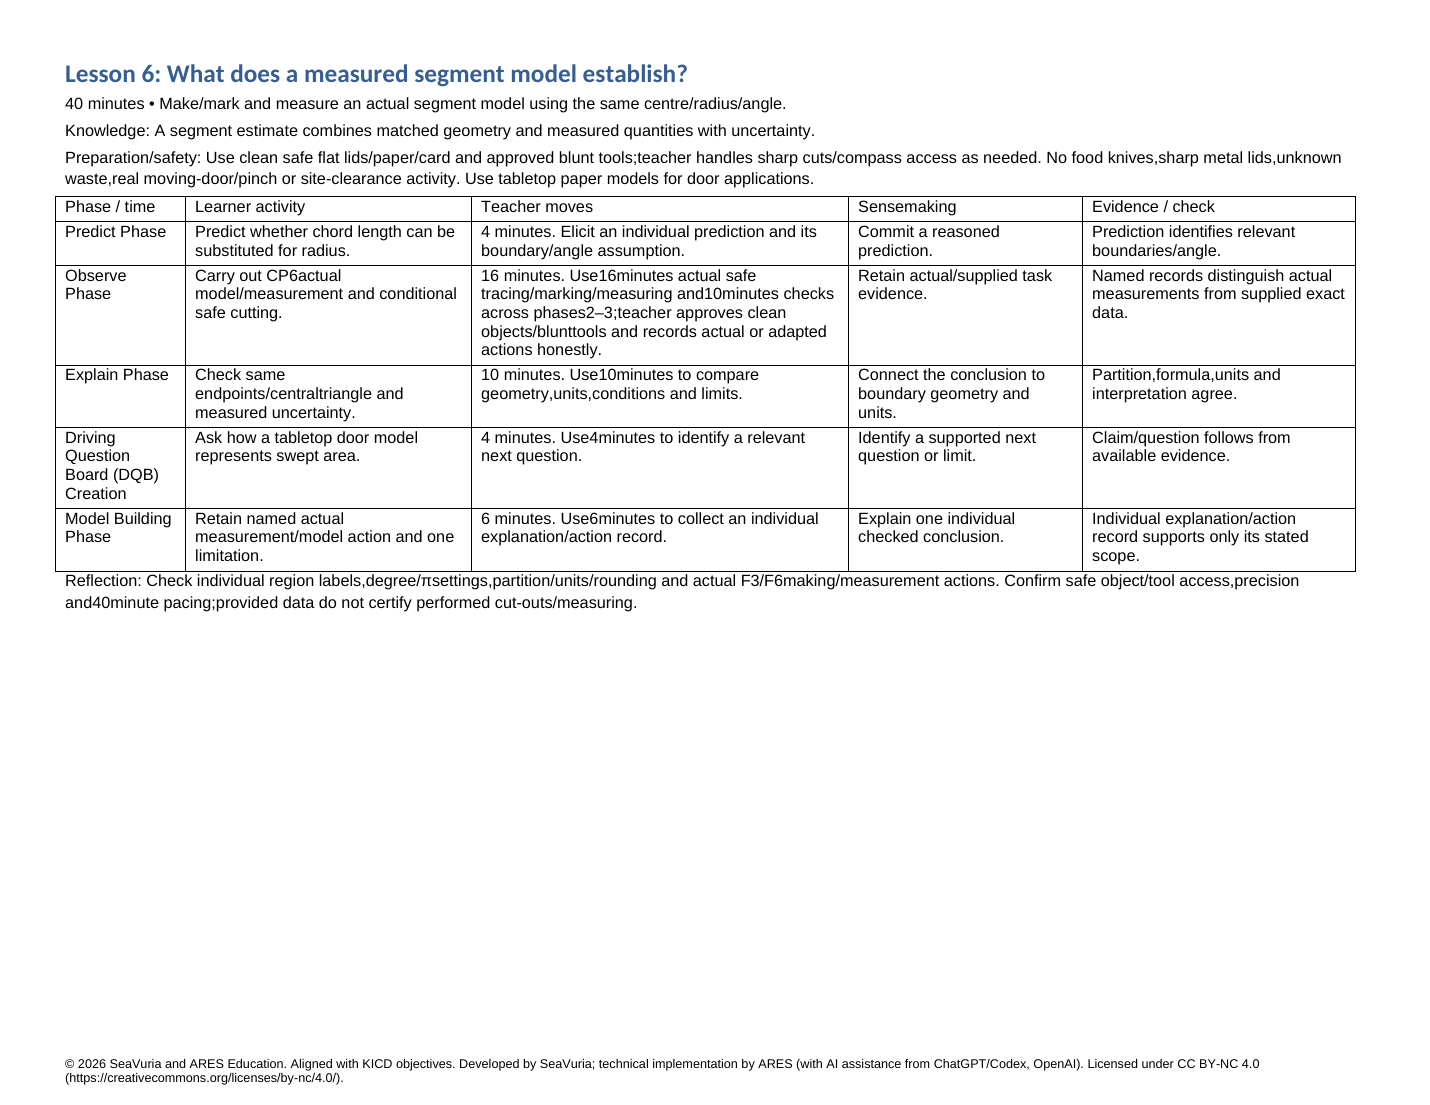 Lesson 6: What does a measured segment model establish?
40 minutes • Make/mark and measure an actual segment model using the same centre/radius/angle.
Knowledge: A segment estimate combines matched geometry and measured quantities with uncertainty.
Preparation/safety: Use clean safe flat lids/paper/card and approved blunt tools;teacher handles sharp cuts/compass access as needed. No food knives,sharp metal lids,unknown
waste,real moving-door/pinch or site-clearance activity. Use tabletop paper models for door applications.
Phase / time
Learner activity
Teacher moves
Sensemaking
Evidence / check
Predict Phase
Predict whether chord length can be
substituted for radius.
4 minutes. Elicit an individual prediction and its
boundary/angle assumption.
Commit a reasoned
prediction.
Prediction identifies relevant
boundaries/angle.
Observe
Phase
Carry out CP6actual
model/measurement and conditional
safe cutting.
16 minutes. Use16minutes actual safe
tracing/marking/measuring and10minutes checks
across phases2–3;teacher approves clean
objects/blunttools and records actual or adapted
actions honestly.
Retain actual/supplied task
evidence.
Named records distinguish actual
measurements from supplied exact
data.
Explain Phase
Check same
endpoints/centraltriangle and
measured uncertainty.
10 minutes. Use10minutes to compare
geometry,units,conditions and limits.
Connect the conclusion to
boundary geometry and
units.
Partition,formula,units and
interpretation agree.
Driving
Question
Board (DQB)
Creation
Ask how a tabletop door model
represents swept area.
4 minutes. Use4minutes to identify a relevant
next question.
Identify a supported next
question or limit.
Claim/question follows from
available evidence.
Model Building
Phase
Retain named actual
measurement/model action and one
limitation.
6 minutes. Use6minutes to collect an individual
explanation/action record.
Explain one individual
checked conclusion.
Individual explanation/action
record supports only its stated
scope.
Reflection: Check individual region labels,degree/πsettings,partition/units/rounding and actual F3/F6making/measurement actions. Confirm safe object/tool access,precision
and40minute pacing;provided data do not certify performed cut-outs/measuring.
© 2026 SeaVuria and ARES Education. Aligned with KICD objectives. Developed by SeaVuria; technical implementation by ARES (with AI assistance from ChatGPT/Codex, OpenAI). Licensed under CC BY-NC 4.0
(https://creativecommons.org/licenses/by-nc/4.0/).